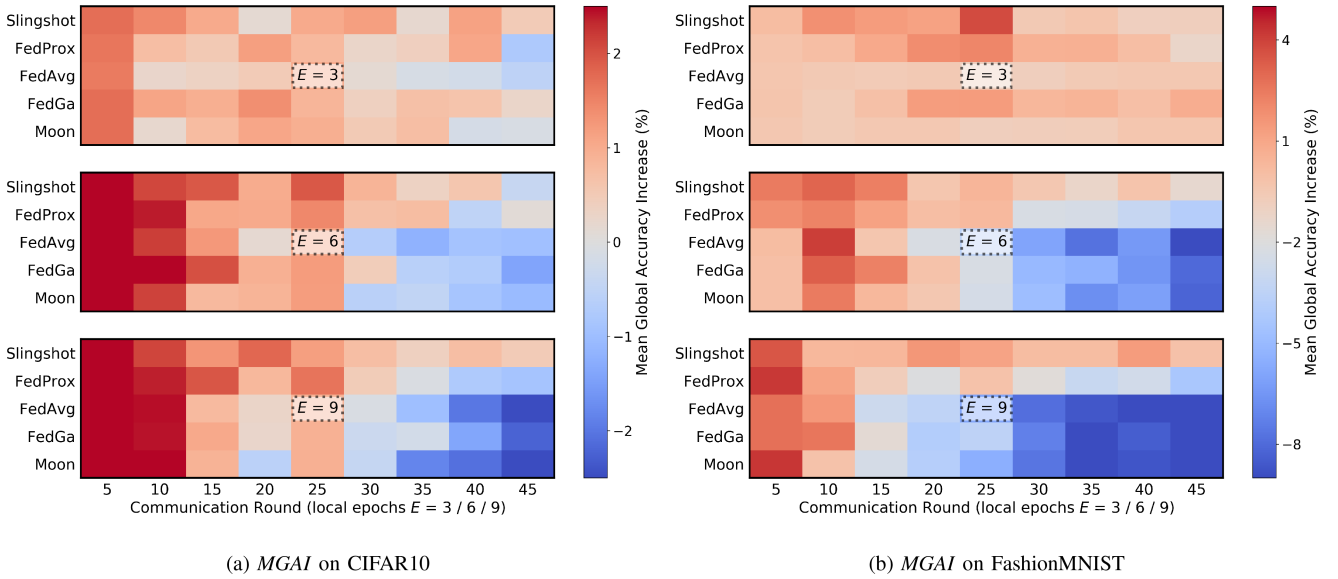 Slingshot
FedProx
FedAvg
FedGa
Moon
E = 3
Slingshot
FedProx
FedAvg
FedGa
Moon
E = 6
Slingshot
FedProx
FedAvg
FedGa
Moon
E = 9
5 10 15 20 25 30 35 40 45
Communication Round (local epochs E = 3 / 6 / 9)
2
1
0
−1
−2
Mean Global Accuracy Increase (%)
(a) MGAI on CIFAR10
Slingshot
FedProx
FedAvg
FedGa
Moon
E = 3
Slingshot
FedProx
FedAvg
FedGa
Moon
E = 6
Slingshot
FedProx
FedAvg
FedGa
Moon
E = 9
5 10 15 20 25 30 35 40 45
Communication Round (local epochs E = 3 / 6 / 9)
4
1
−2
−5
−8
Mean Global Accuracy Increase (%)
(b) MGAI on FashionMNIST